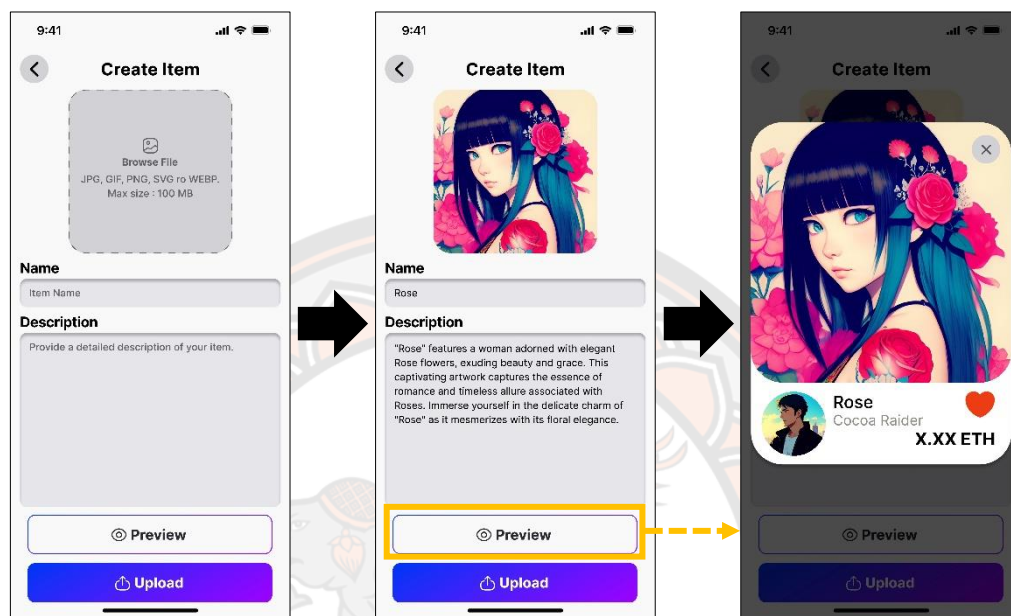 9:41
Create Item
Browse File
JPG, GIF, PNG, SVG ro WEBP.
Max size : 100 MB
Name
Item Name
Description
Provide a detailed description of your item.
Preview
Upload
9:41
Create Item
Name
Rose
Description
"Rose" features a woman adorned with elegant
Rose flowers, exuding beauty and grace. This
captivating artwork captures the essence of
romance and timeless allure associated with
Roses. Immerse yourself in the delicate charm of
"Rose" as it mesmerizes with its floral elegance.
Preview
Upload
9:41
Create Item
Rose
Cocoa Raider
X.XX ETH
Preview
Upload